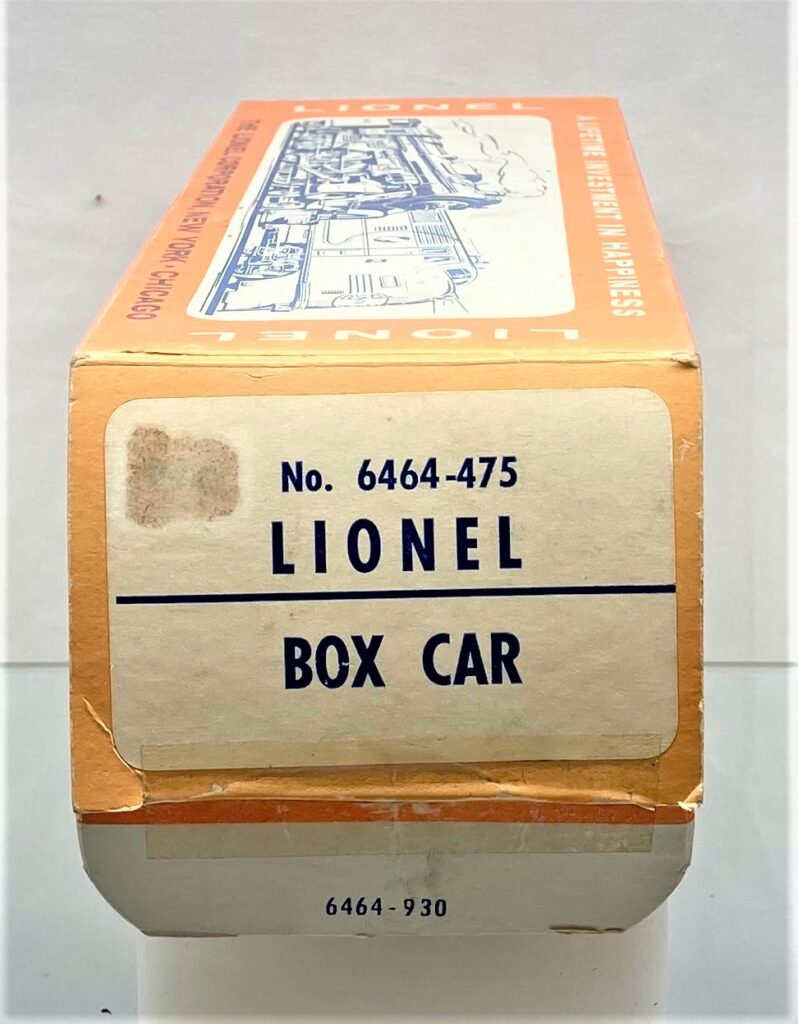 LIONEL
A LIFETIME INVESTMENT IN HAPPINESS
THE LIONEL CORPORATION NEW YORK • CHICAGO
LIONEL
No. 6464-475
LIONEL
BOX CAR
6464-930